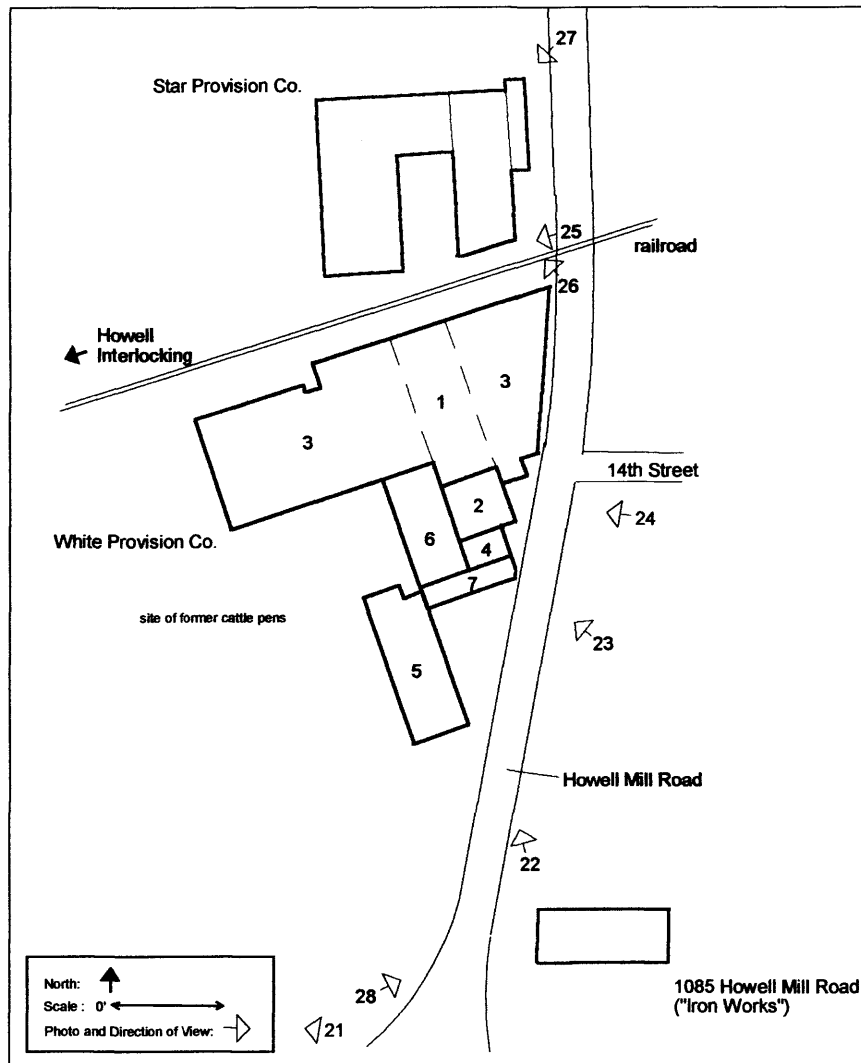 27
Star Provision Co.
25
railroad
26
Howell
Interlocking
3
1
3
14th Street
2
24
White Provision Co.
6
4
7
site of former cattle pens
23
5
Howell Mill Road
22
1085 Howell Mill Road
("Iron Works")
28
21
North:
Scale : 0'
Photo and Direction of View: